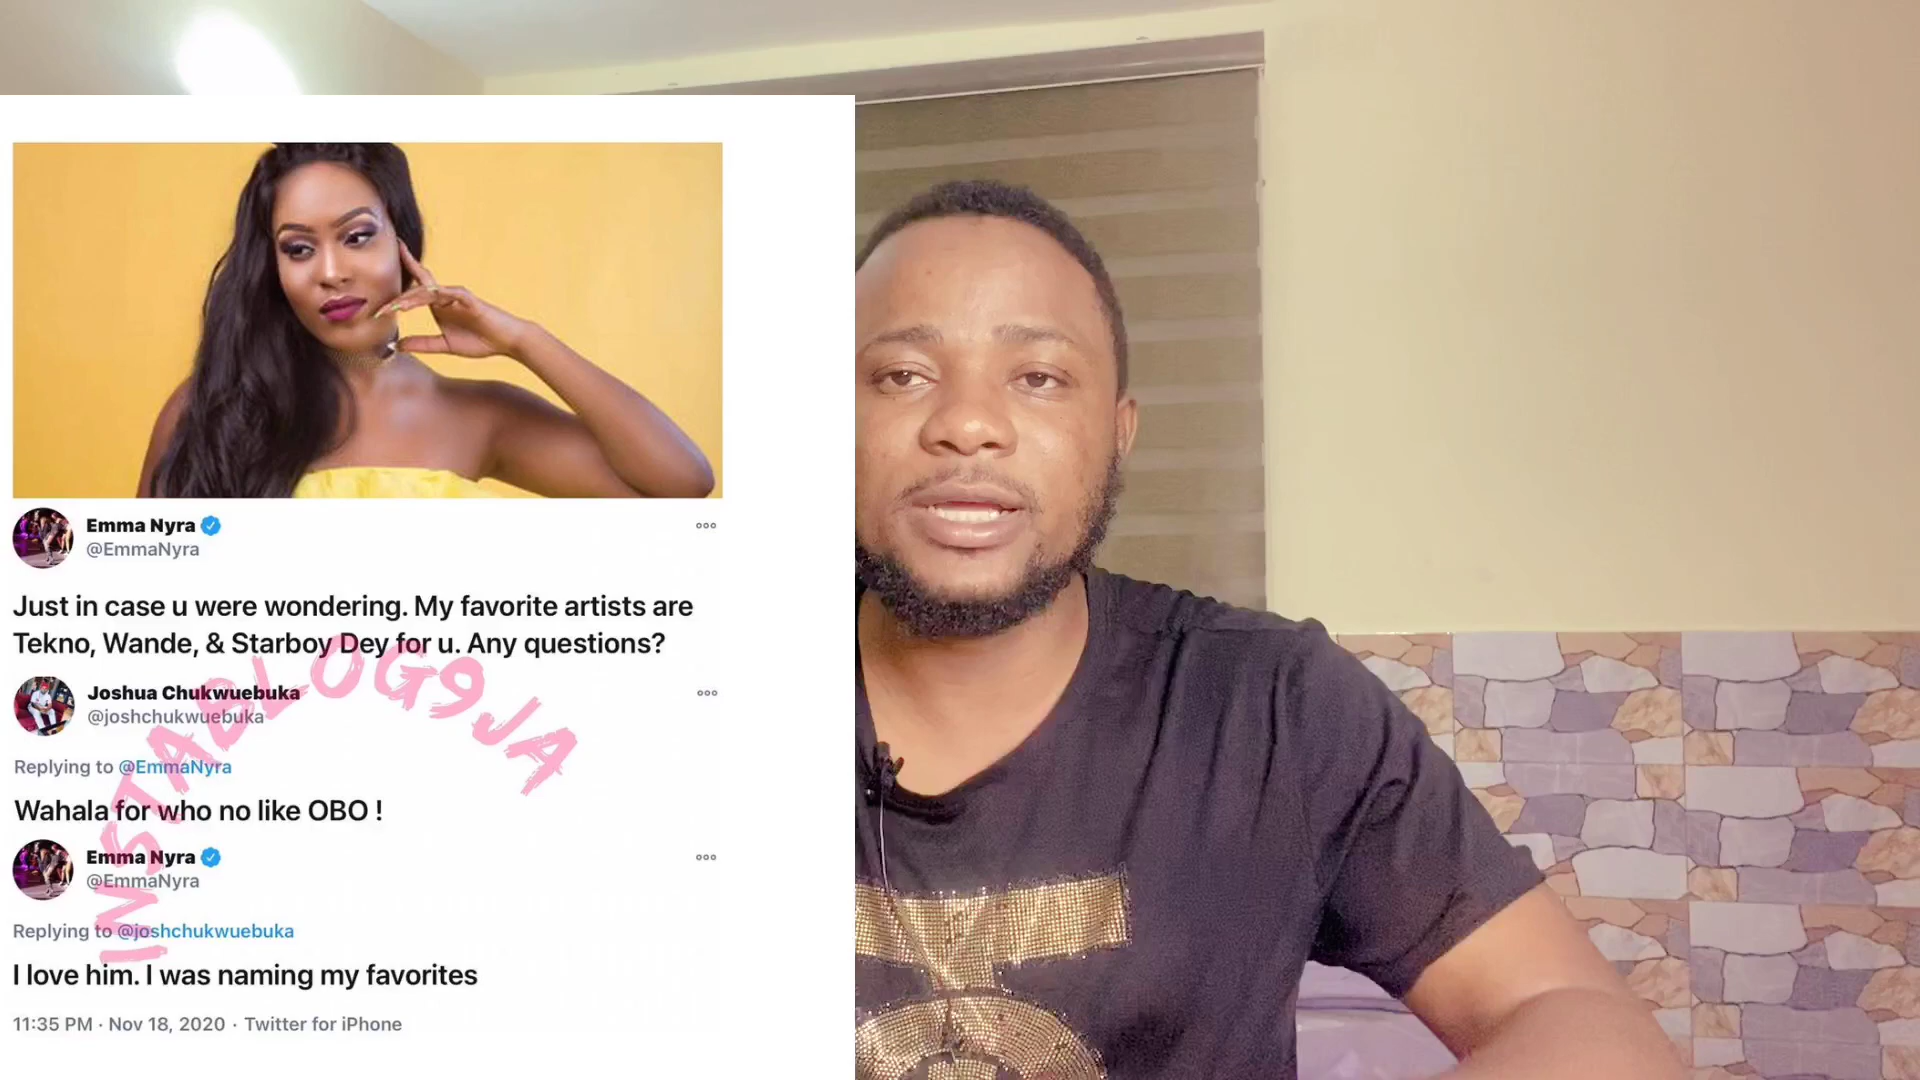 Emma Nyra
@EmmaNyra
Just in case u were wondering. My favorite artists are
Tekno, Wande, & Starboy Dey for u. Any questions?
Joshua Chukwuebuka
@joshchukwuebuka
Replying to @EmmaNyra
Wahala for who no like OBO !
Emma Nyra
@EmmaNyra
Replying to @joshchukwuebuka
I love him. I was naming my favorites
11:35 PM · Nov 18, 2020 · Twitter for iPhone
INSTABLOG9JA